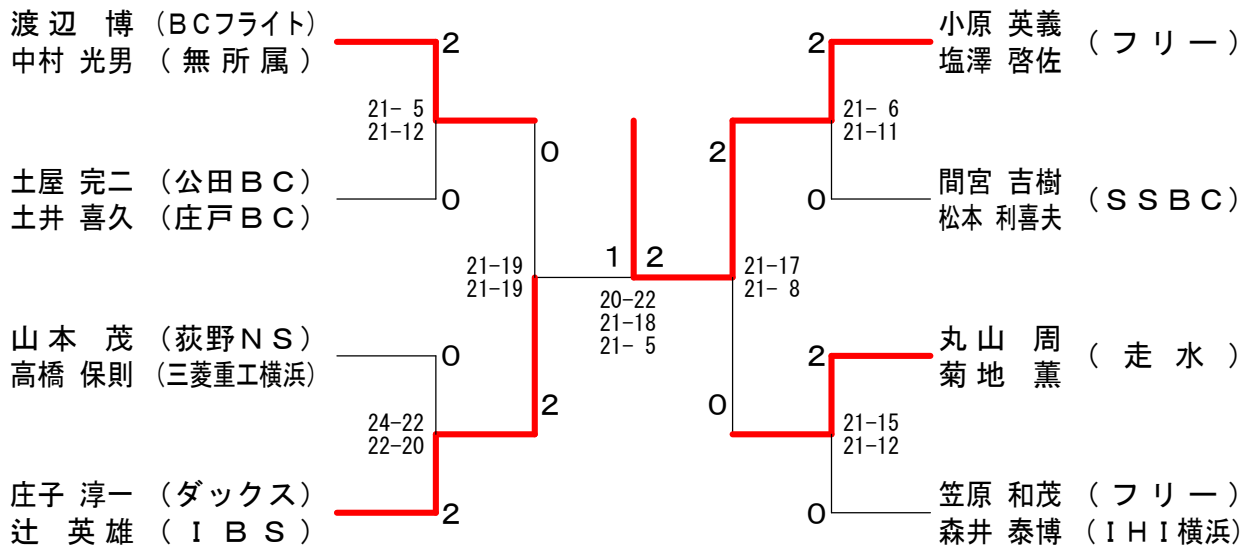 渡辺 博 (BCフライト)
中村 光男 (無所属)
2
21- 5
21-12
土屋 完二 (公田BC)
土井 喜久 (庄戸BC)
0
0
21-19
21-19
山本 茂 (荻野NS)
高橋 保則 (三菱重工横浜)
0
24-22
22-20
2
庄子 淳一 (ダックス)
辻 英雄 (IBS)
2
1 2
20-22
21-18
21- 5
小原 英義 (フリー)
塩澤 啓佐
2
21- 6
21-11
2
間宮 吉樹 (SSBC)
松本 利喜夫
0
21-17
21- 8
丸山 周 (走水)
菊地 薫
2
0
21-15
21-12
笠原 和茂 (フリー)
森井 泰博 (IHI横浜)
0